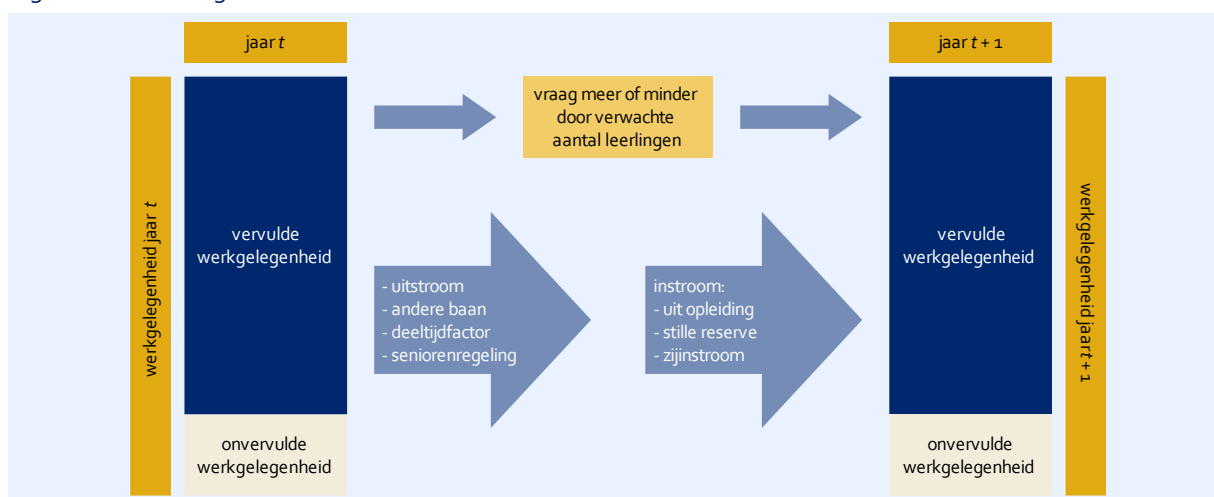 jaar t
jaar t + 1
vraag meer of minder
door verwachte
aantal leerlingen
werkgelegenheid jaar t
vervulde
werkgelegenheid
- uitstroom
- andere baan
- deeltijdfactor
- seniorenregeling
instroom:
- uit opleiding
- stille reserve
- zijinstroom
vervulde
werkgelegenheid
werkgelegenheid jaar t + 1
onvervulde
werkgelegenheid
onvervulde
werkgelegenheid